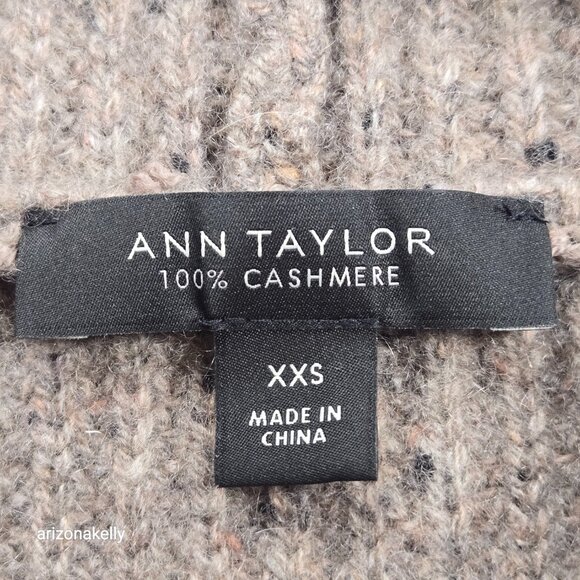 ANN TAYLOR
100% CASHMERE
XXS
MADE IN
CHINA
arizonakelly